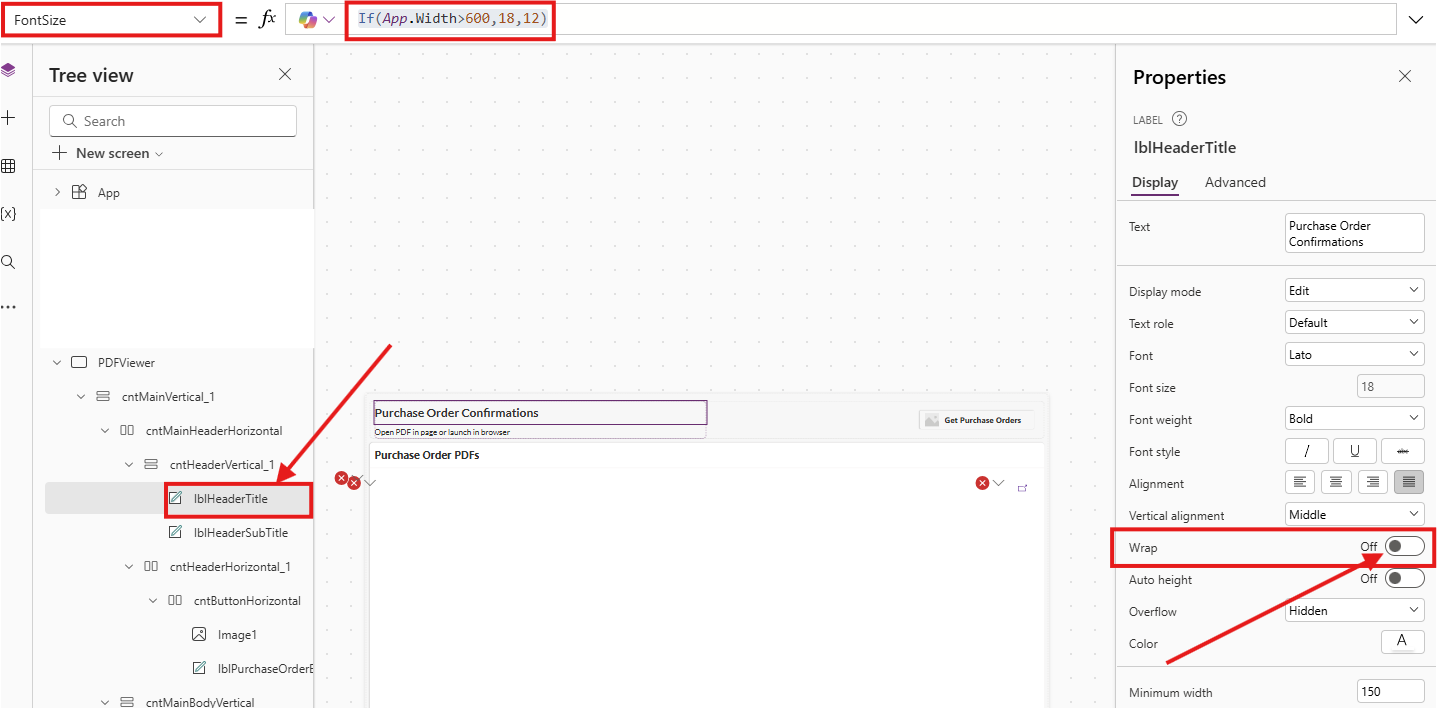 FontSize
= fx
If(App.Width>600,18,12)
Tree view
Search
New screen
App
PDFViewer
cntMainVertical_1
cntMainHeaderHorizontal
cntHeaderVertical_1
lblHeaderTitle
lblHeaderSubTitle
cntHeaderHorizontal_1
cntButtonHorizontal
Image1
lblPurchaseOrderE
cntMainBodyVertical
{x}
Purchase Order Confirmations
Open PDF in page or launch in browser
Get Purchase Orders
Purchase Order PDFs
Properties
LABEL ?
lblHeaderTitle
Display Advanced
Text Purchase Order
Confirmations
Display mode Edit
Text role Default
Font Lato
Font size 18
Font weight Bold
Font style / U abc
Alignment
Vertical alignment Middle
Wrap Off
Auto height Off
Overflow Hidden
Color A
Minimum width 150